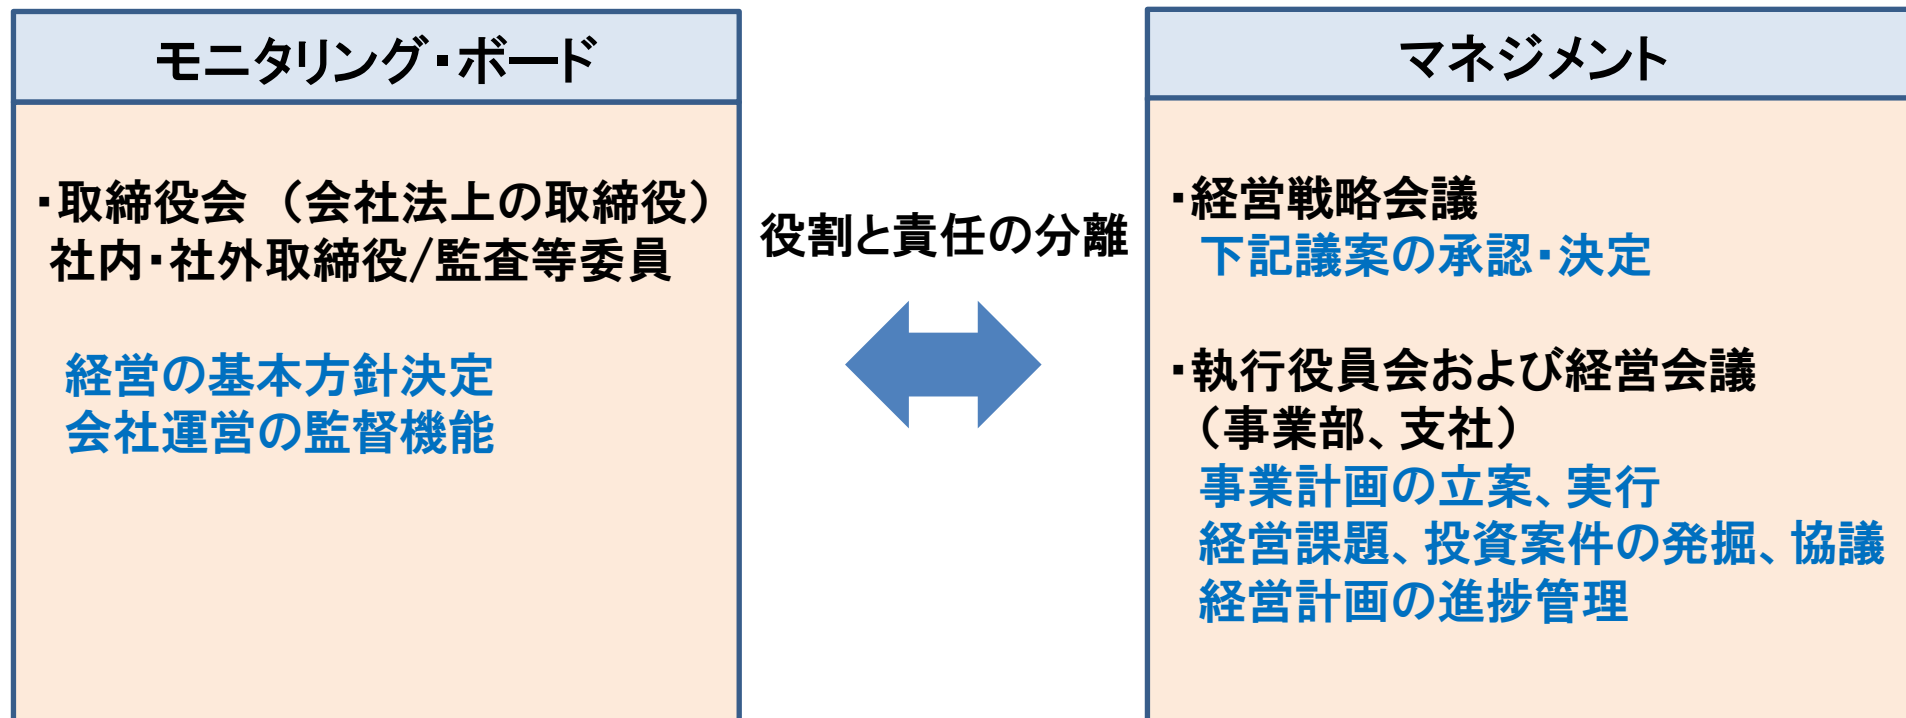 モニタリング・ボード
・取締役会 （会社法上の取締役）
社内・社外取締役/監査等委員
経営の基本方針決定
会社運営の監督機能
役割と責任の分離
マネジメント
・経営戦略会議
下記議案の承認・決定
・執行役員会および経営会議
（事業部、支社）
事業計画の立案、実行
経営課題、投資案件の発掘、協議
経営計画の進捗管理